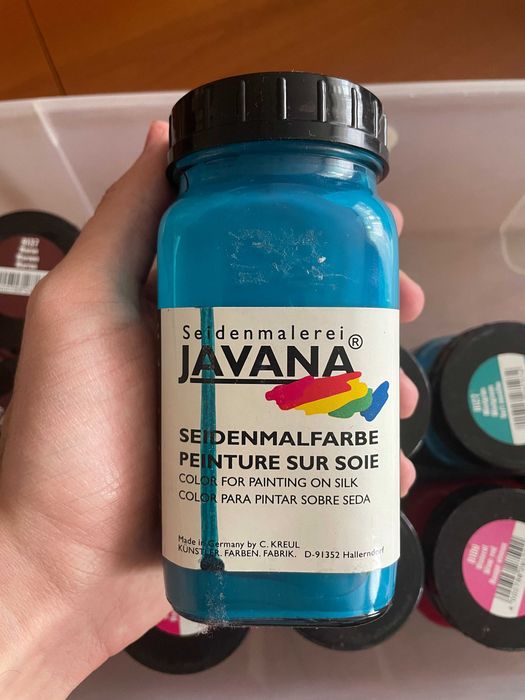 Seidenmalerei
JAVANA®
SEIDENMALFARBE
PEINTURE SUR SOIE
COLOR FOR PAINTING ON SILK
COLOR PARA PINTAR SOBRE SEDA
Made in Germany by C. KREUL
KÜNSTLER. FARBEN. FABRIK. D-91352 Hallerndorf